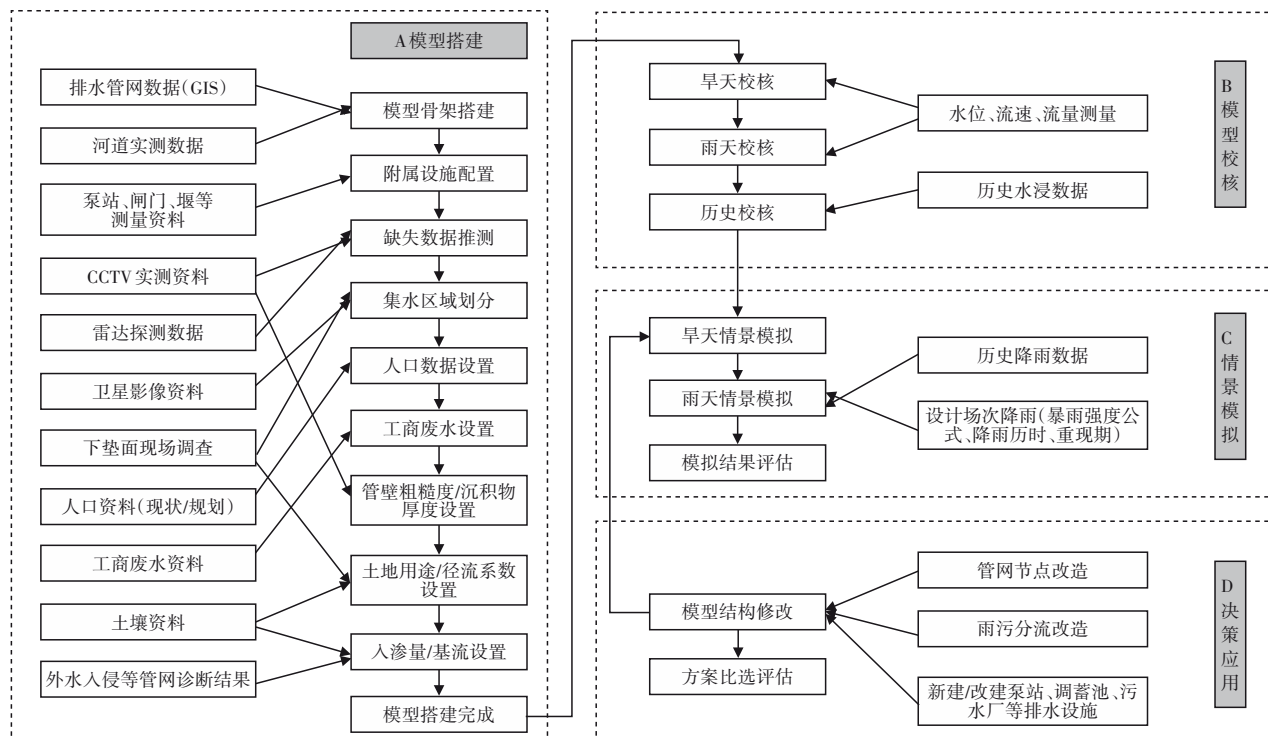 A模型搭建
排水管网数据(GIS)
河道实测数据
泵站、闸门、堰等
测量资料
CCTV实测资料
雷达探测数据
卫星影像资料
下垫面现场调查
人口资料(现状/规划)
工商废水资料
土壤资料
外水入侵等管网诊断结果
模型骨架搭建
附属设施配置
缺失数据推测
集水区域划分
人口数据设置
工商废水设置
管壁粗糙度/沉积物
厚度设置
土地用途/径流系数
设置
入渗量/基流设置
模型搭建完成
B
模
型
校
核
旱天校核
雨天校核
历史校核
水位、流速、流量测量
历史水浸数据
C
情
景
模
拟
旱天情景模拟
雨天情景模拟
模拟结果评估
历史降雨数据
设计场次降雨(暴雨强度公
式、降雨历时、重现期)
D
决
策
应
用
模型结构修改
方案比选评估
管网节点改造
雨污分流改造
新建/改建泵站、调蓄池、污
水厂等排水设施